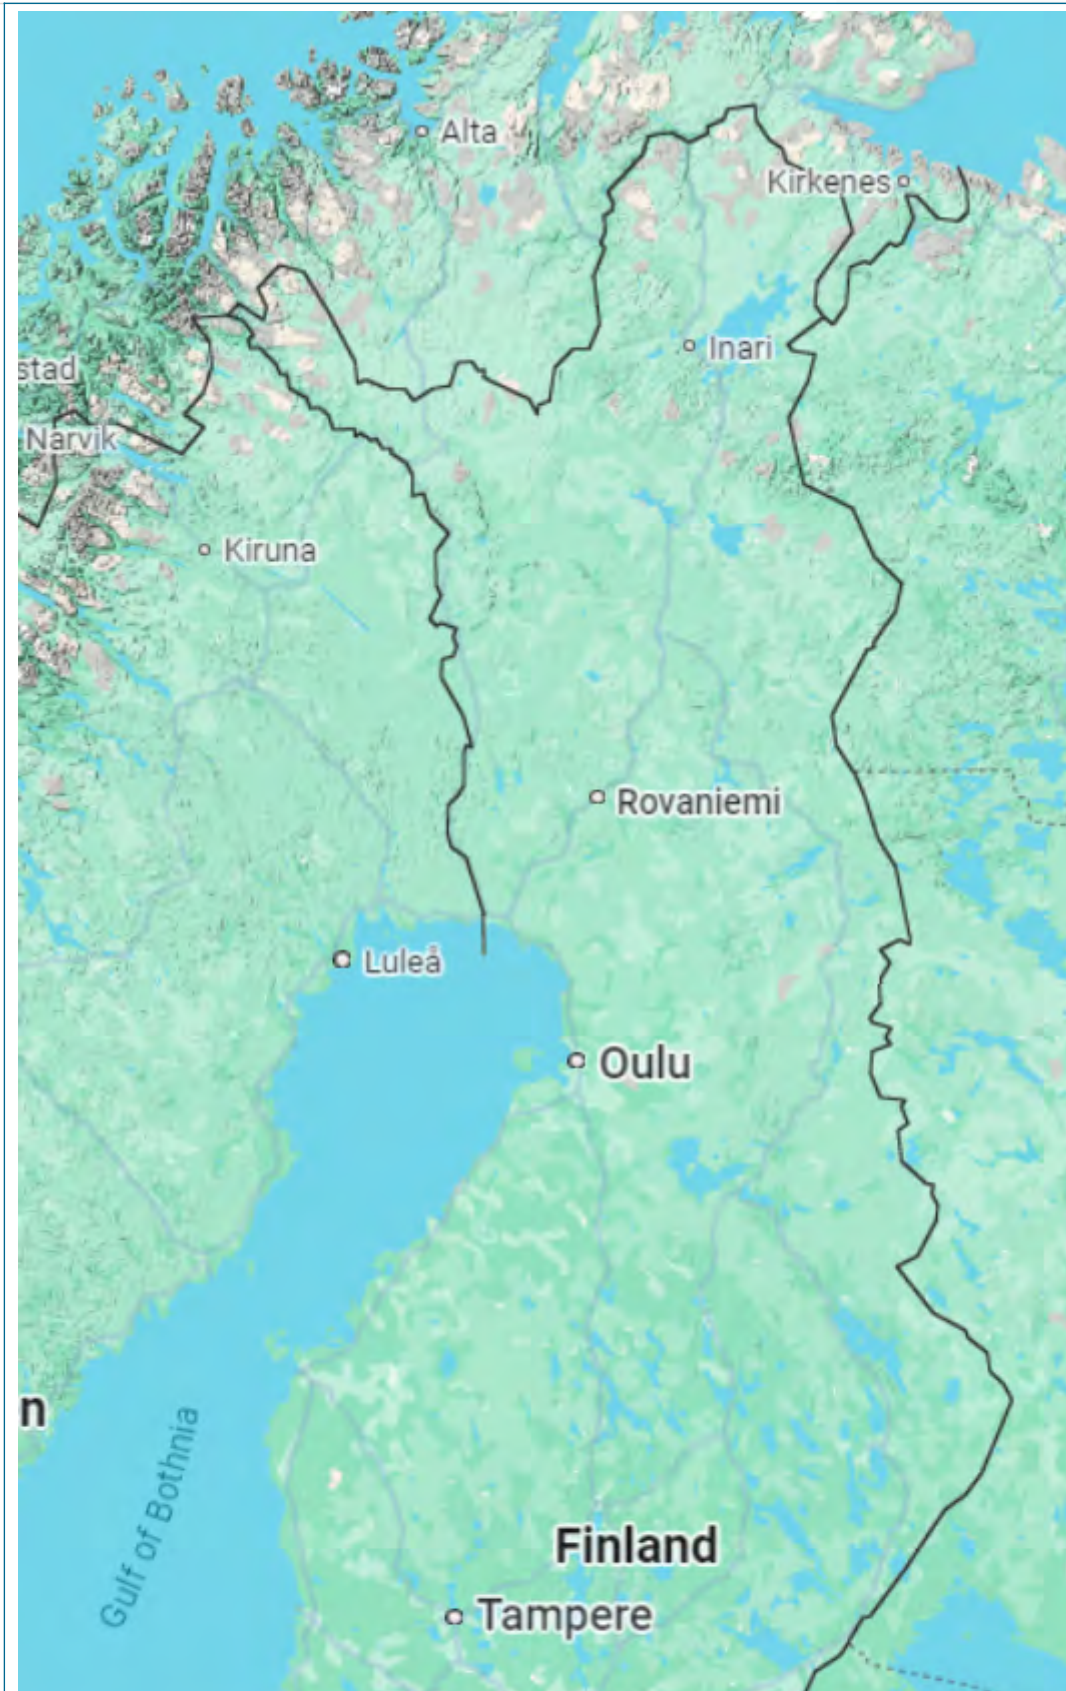 Alta
Kirkenes
Inari
stad
Narvik
Kiruna
Rovaniemi
Luleå
Oulu
n
Gulf of Bothnia
Finland
Tampere